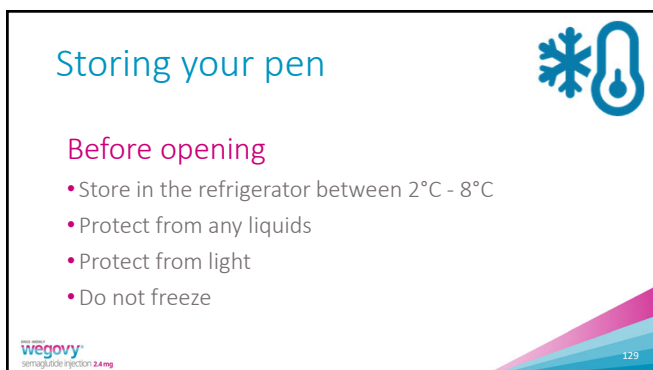 Storing your pen
Before opening
• Store in the refrigerator between 2°C - 8°C
• Protect from any liquids
• Protect from light
• Do not freeze
wegovy®
semaglutide injection 2.4 mg
129